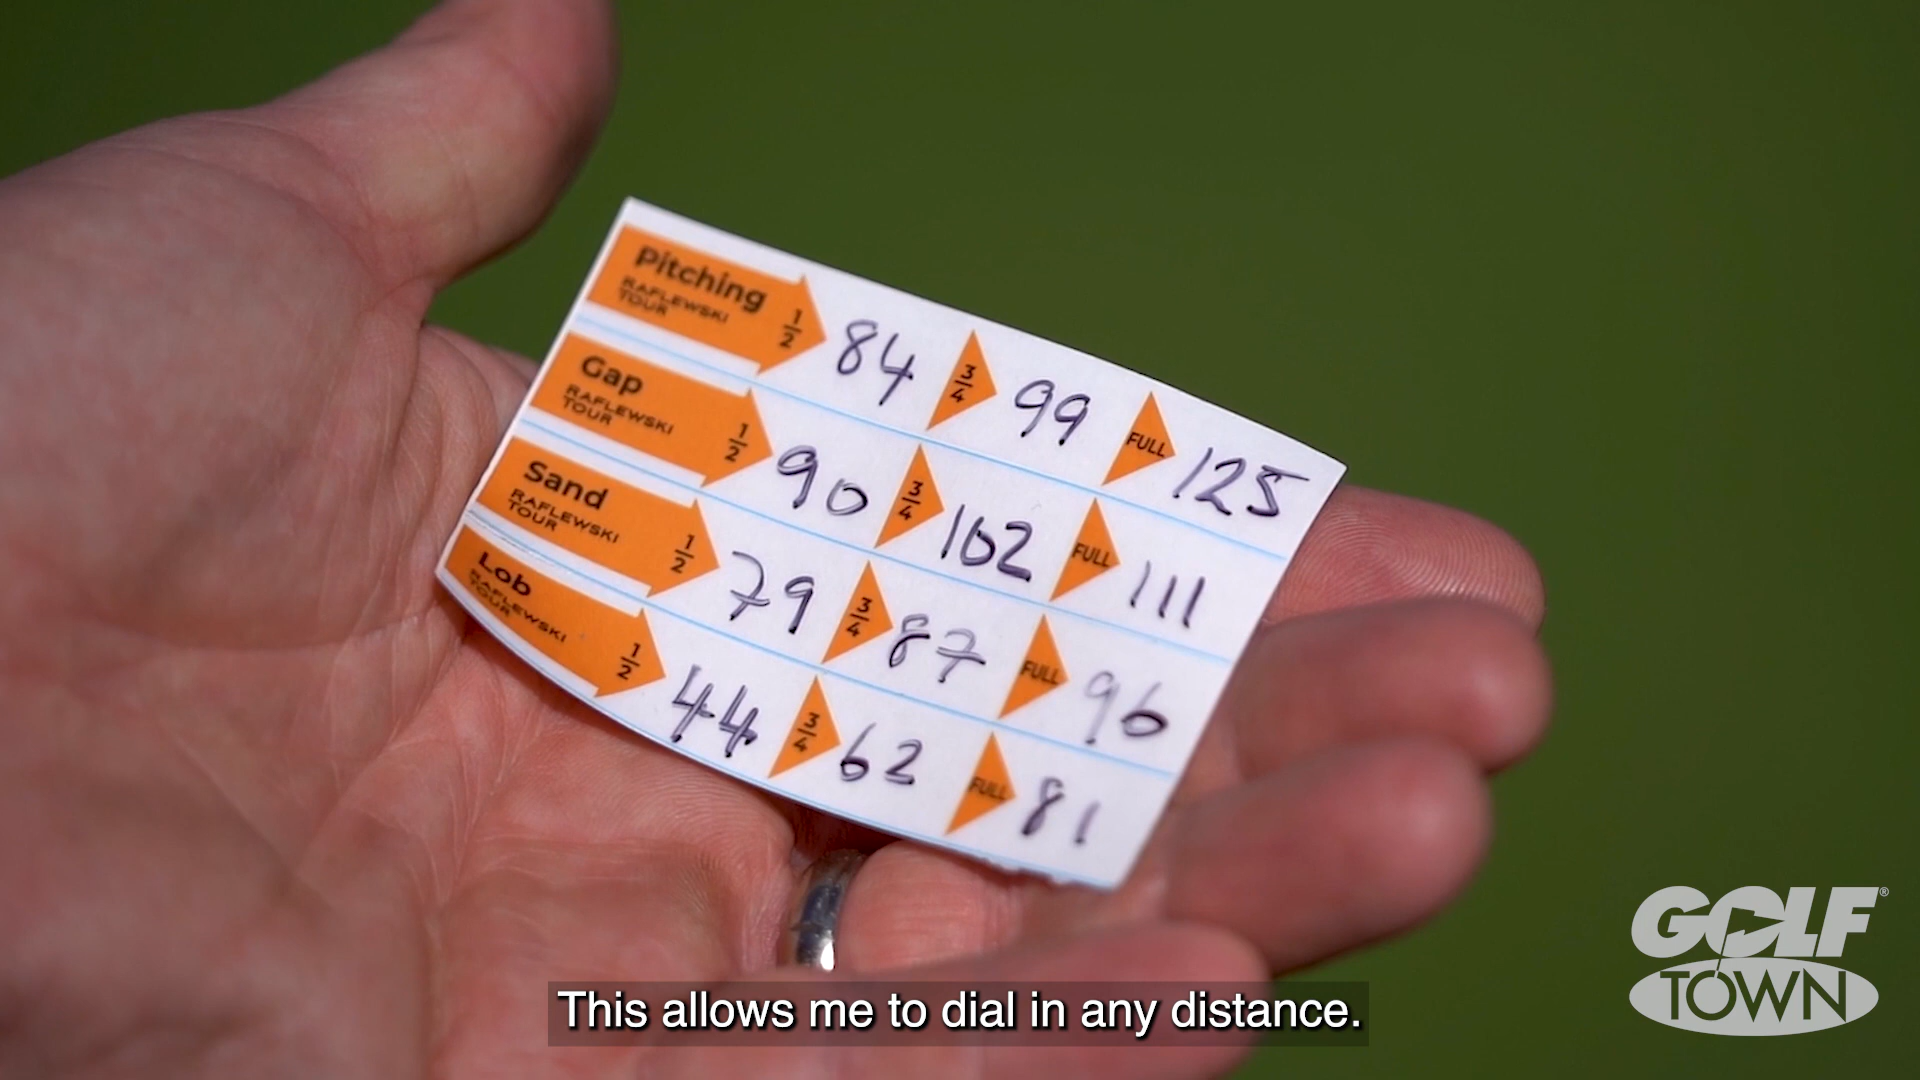 Pitching
RAFLEWSKI
TOUR
1/2 84 3/4 99 FULL 125
Gap
RAFLEWSKI
TOUR
1/2 90 3/4 102 FULL 111
Sand
RAFLEWSKI
TOUR
1/2 79 3/4 87 FULL 96
Lob
RAFLEWSKI
TOUR
1/2 44 3/4 62 FULL 81
This allows me to dial in any distance.
GOLF®
TOWN